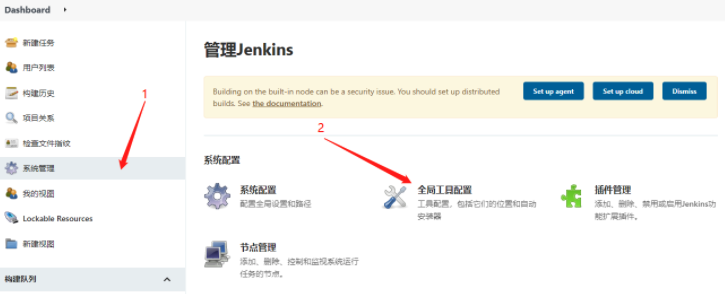 Dashboard
新建任务
用户列表
构建历史
项目关系
检查文件指纹
系统管理
我的视图
Lockable Resources
新建视图
构建队列
1
管理Jenkins
Building on the built-in node can be a security issue. You should set up distributed
builds. See the documentation.
Set up agent
Set up cloud
Dismiss
2
系统配置
系统配置
配置全局设置和路径
全局工具配置
工具配置，包括它们的位置和自动
安装器
插件管理
添加、删除、禁用或启用Jenkins功
能扩展插件。
节点管理
添加、删除、控制和监视系统运行
任务的节点。